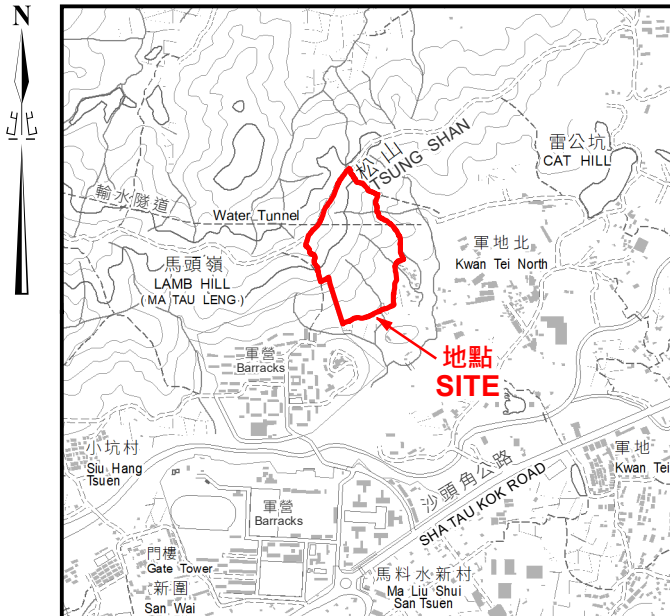 N
松山
TSUNG SHAN
雷公坑
CAT HILL
輸水隧道
Water Tunnel
馬頭嶺
LAMB HILL
( MA TAU LENG )
軍地北
Kwan Tei North
地點
SITE
軍營
Barracks
小坑村
Siu Hang
Tsuen
沙頭角公路
SHA TAU KOK ROAD
軍地
Kwan Tei
軍營
Barracks
門樓
Gate Tower
新圍
San Wai
馬料水新村
Ma Liu Shui
San Tsuen